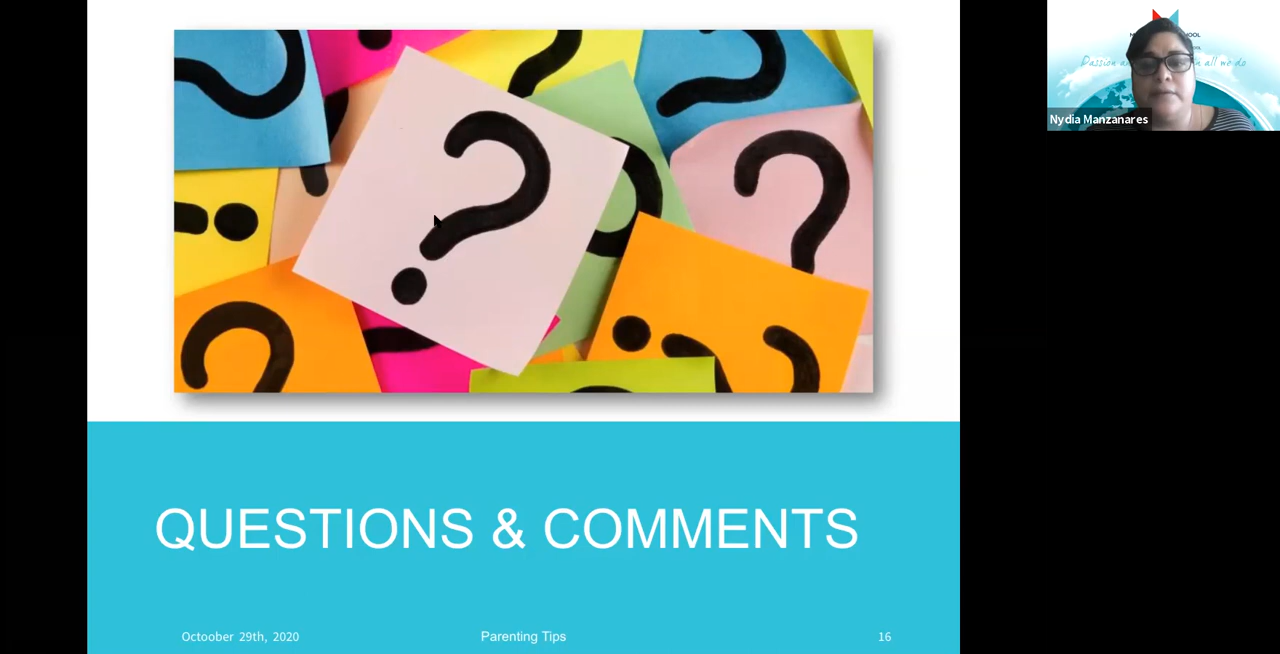 ?
?
?
QUESTIONS & COMMENTS
Octoober 29th, 2020
Parenting Tips
16
Nydia Manzanares